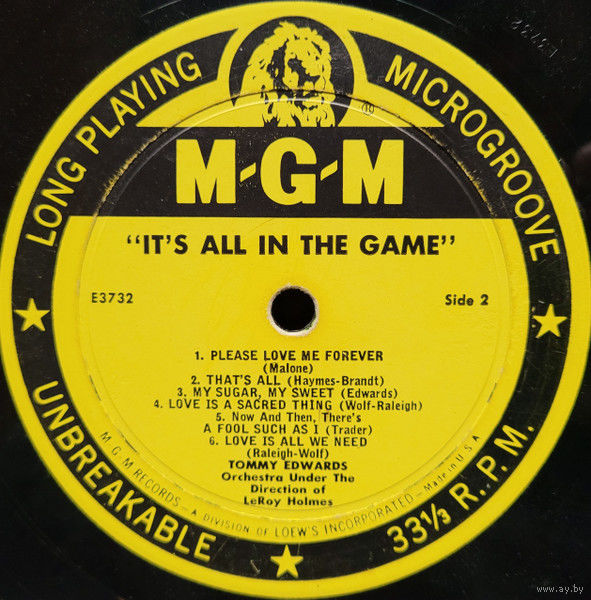 LONG PLAYING
MICROGROOVE
M-G-M
"IT'S ALL IN THE GAME"
E3732
Side 2
1. PLEASE LOVE ME FOREVER
(Malone)
2. THAT'S ALL (Haymes-Brandt)
3. MY SUGAR, MY SWEET (Edwards)
4. LOVE IS A SACRED THING (Wolf-Raleigh)
5. Now And Then, There's
A FOOL SUCH AS I (Trader)
6. LOVE IS ALL WE NEED
(Raleigh-Wolf)
TOMMY EDWARDS
Orchestra Under The
Direction of
LeRoy Holmes
M G M RECORDS – A DIVISION OF LOEW'S INCORPORATED – Made in U.S.A.
UNBREAKABLE
33⅓ R.P.M.
www.ay.by